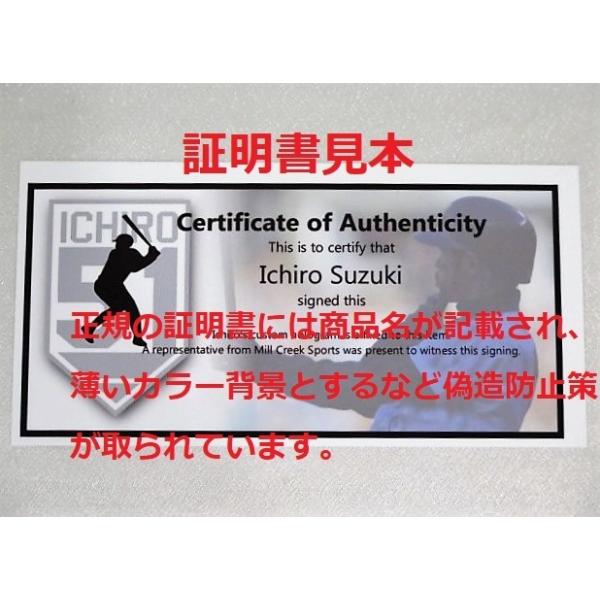 証明書見本
ICHIRO
51
Certificate of Authenticity
This is to certify that
Ichiro Suzuki
signed this
正規の証明書には商品名が記載され、
A representative from Mill Creek Sports was present to witness this signing.
薄いカラー背景とするなど偽造防止策
が取られています。